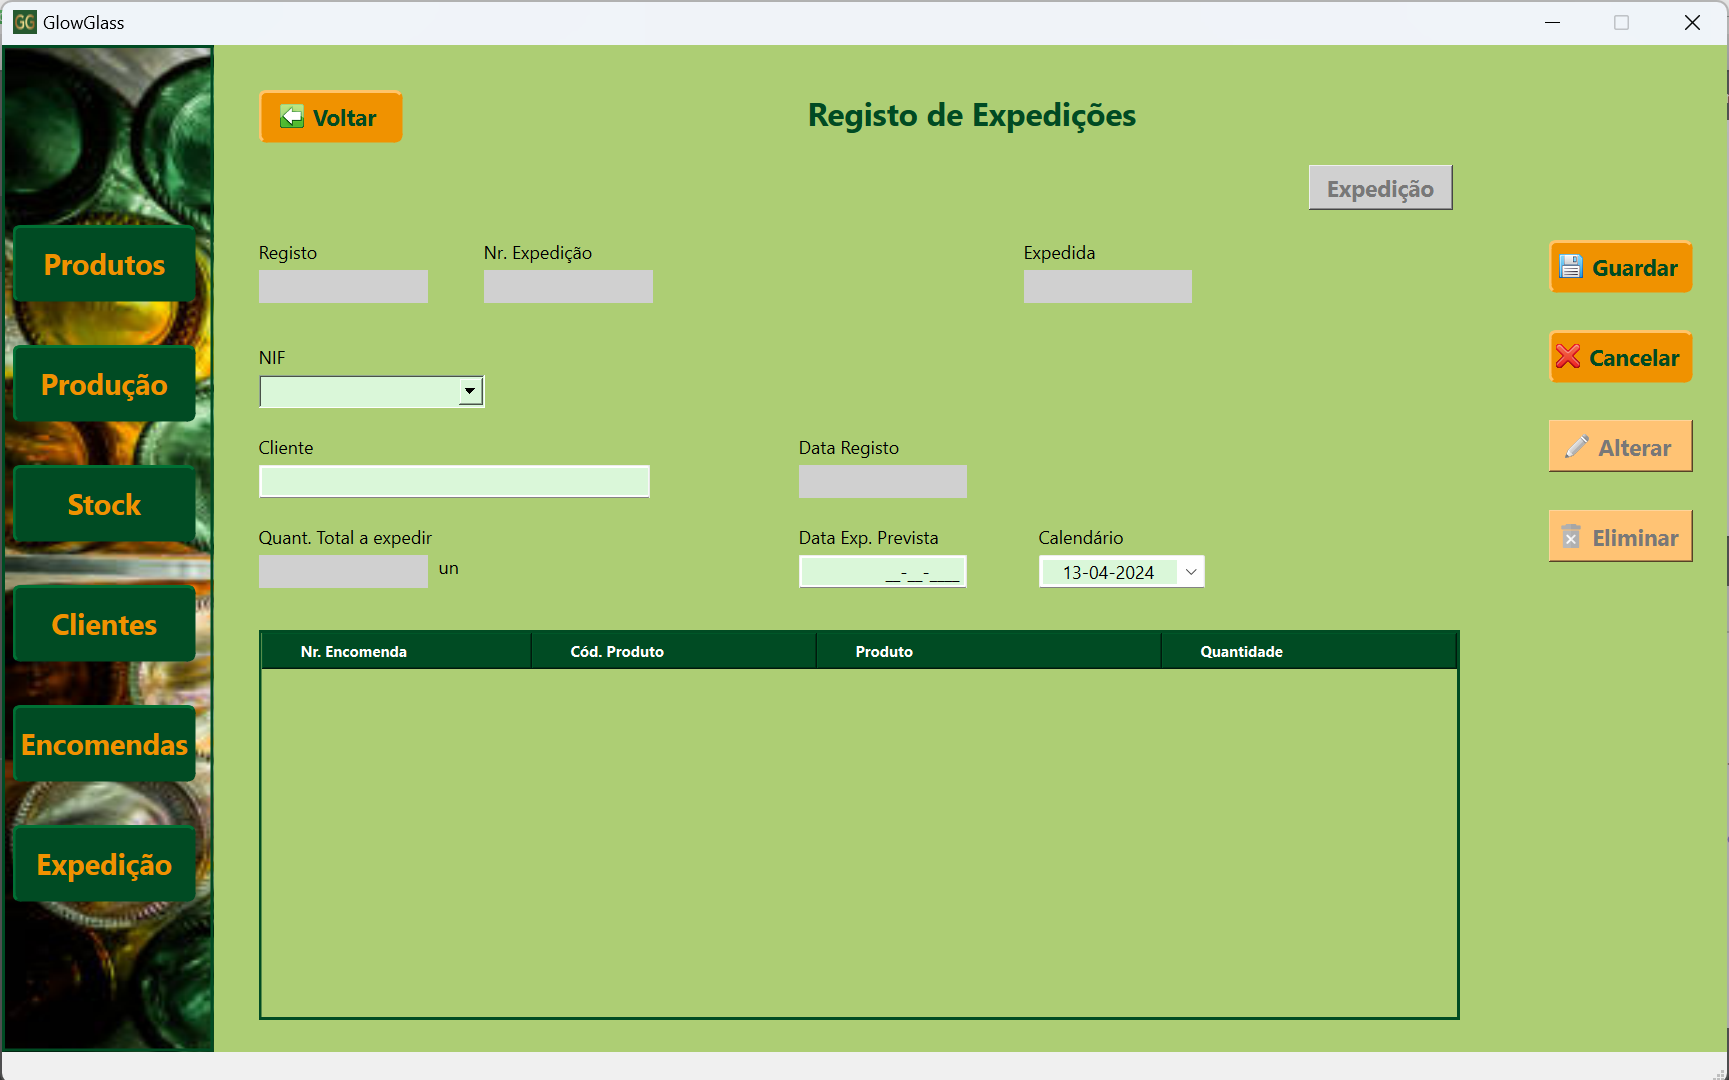 GG GlowGlass
Voltar
Registo de Expedições
Expedição
Registo
Nr. Expedição
Expedida
Guardar
NIF
Cancelar
Cliente
Data Registo
Alterar
Quant. Total a expedir
un
Data Exp. Prevista
__-__-____
Calendário
13-04-2024
Eliminar
Nr. Encomenda
Cód. Produto
Produto
Quantidade
Produtos
Produção
Stock
Clientes
Encomendas
Expedição